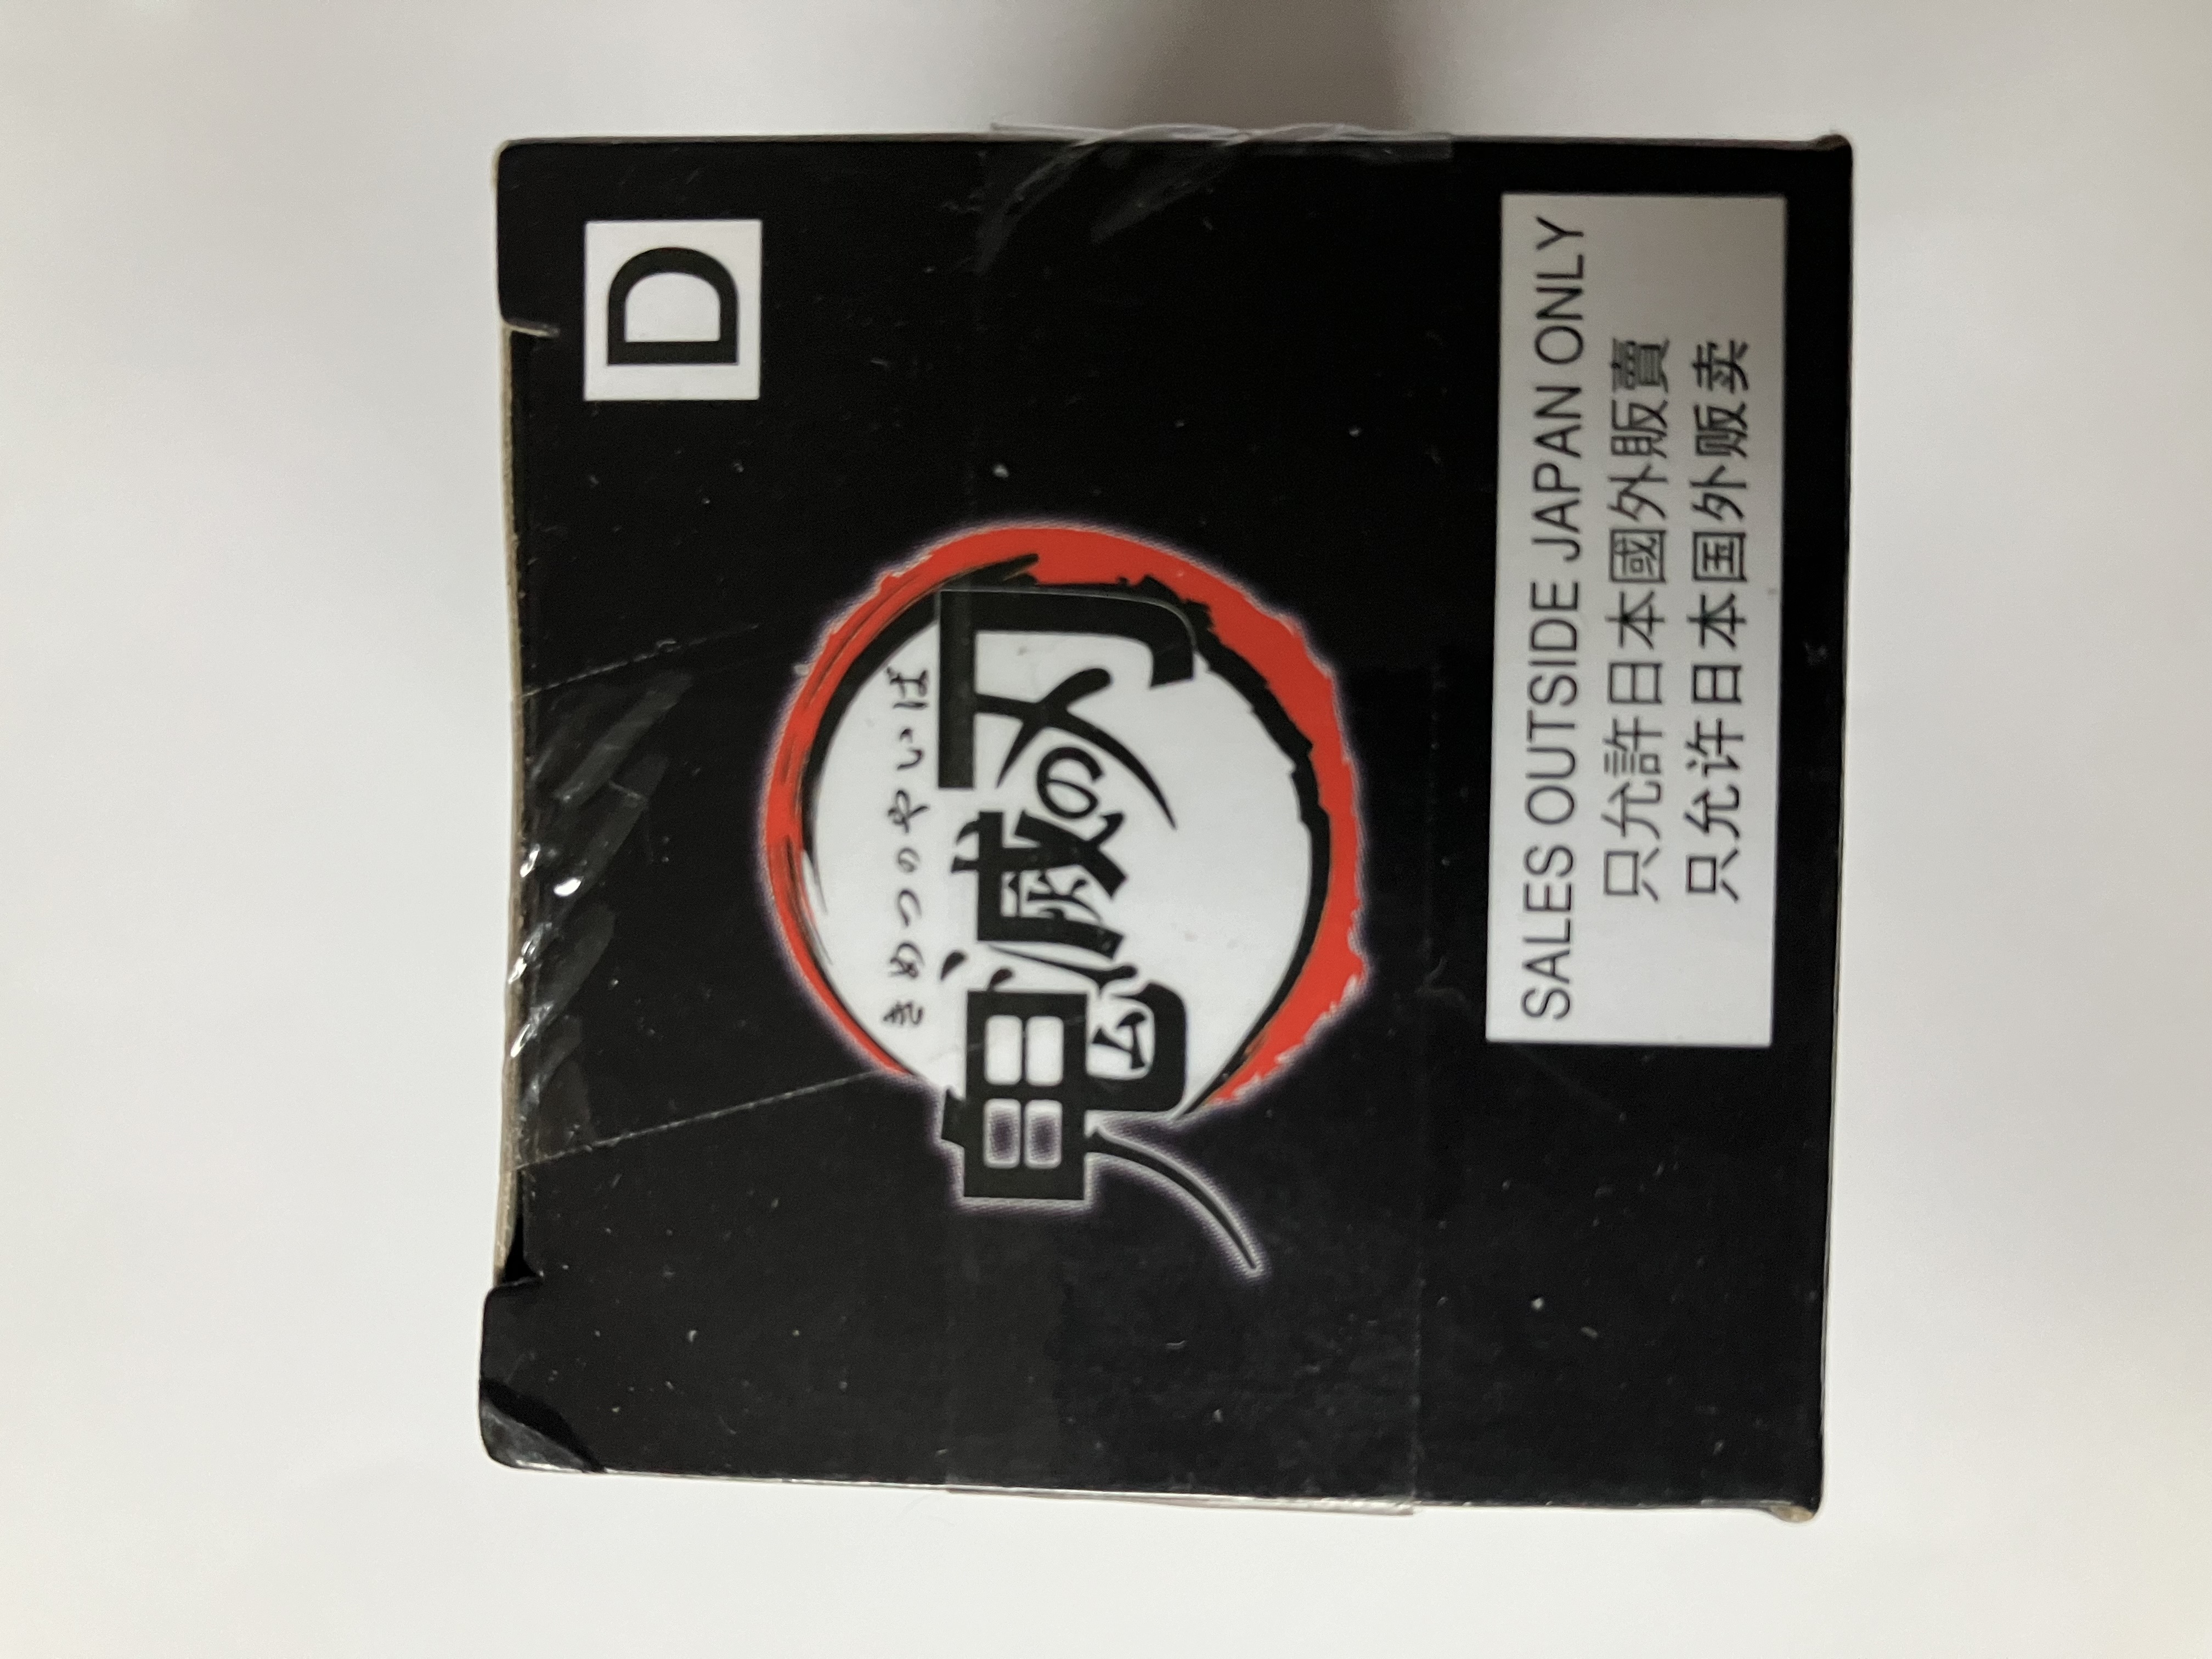 D
きめつのやいば
鬼滅の刃
SALES OUTSIDE JAPAN ONLY
只允許日本國外販賣
只允许日本国外贩卖